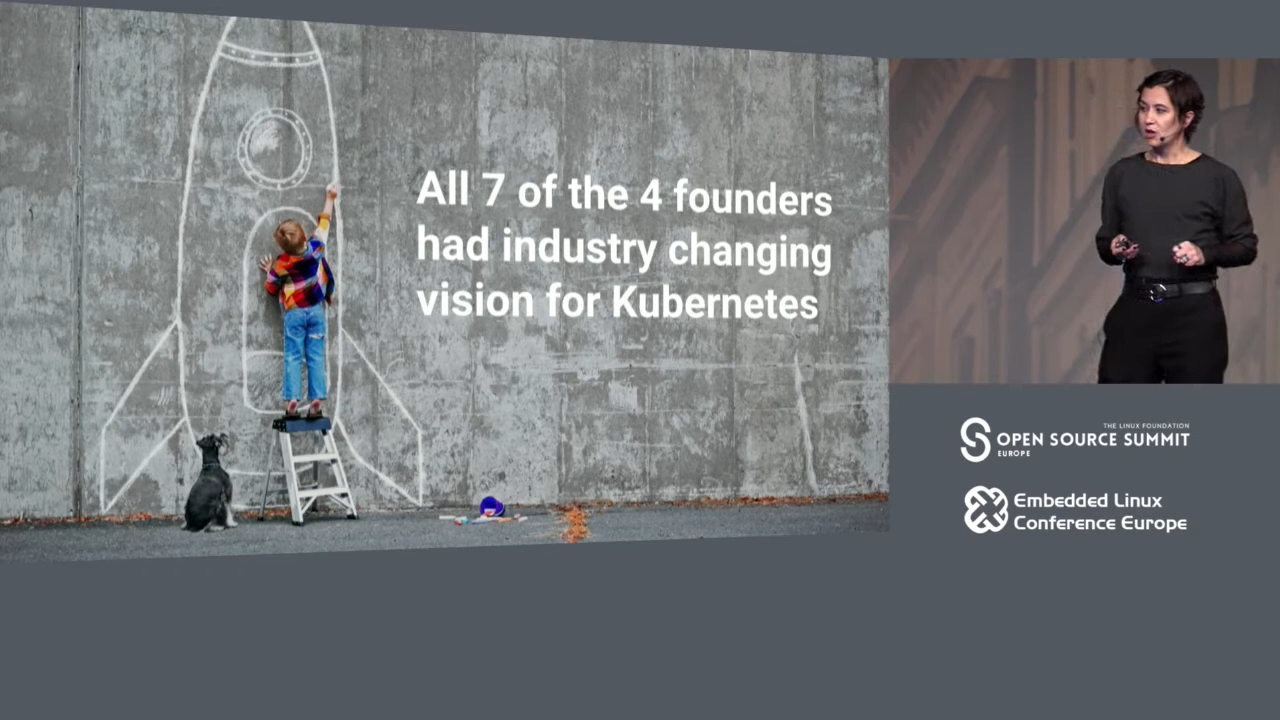 All 7 of the 4 founders
had industry changing
vision for Kubernetes
THE LINUX FOUNDATION
OPEN SOURCE SUMMIT
EUROPE
Embedded Linux
Conference Europe